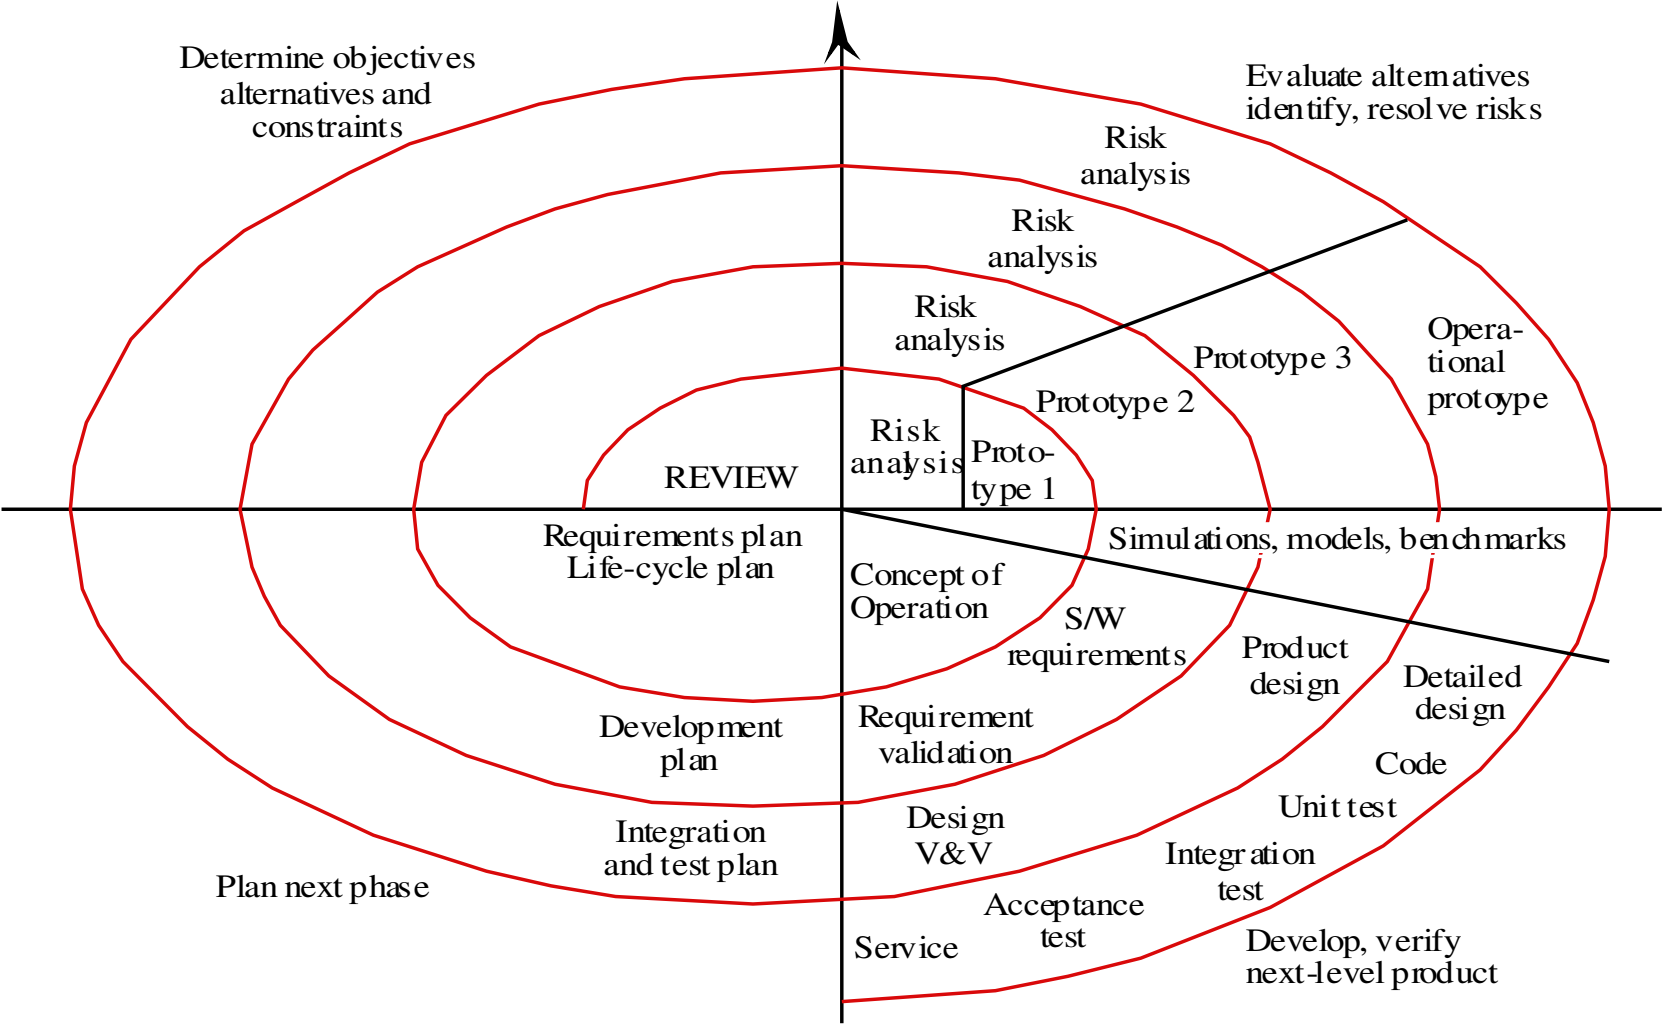 Determine objectives
alternatives and
constraints
Evaluate alternatives
identify, resolve risks
Risk
analysis
Risk
analysis
Risk
analysis
Risk
analysis
Proto-
type 1
Prototype 2
Prototype 3
Opera-
tional
protoype
REVIEW
Requirements plan
Life-cycle plan
Simulations, models, benchmarks
Concept of
Operation
S/W
requirements
Product
design
Detailed
design
Development
plan
Requirement
validation
Code
Unit test
Integration
and test plan
Design
V&V
Integration
test
Plan next phase
Acceptance
test
Service
Develop, verify
next-level product